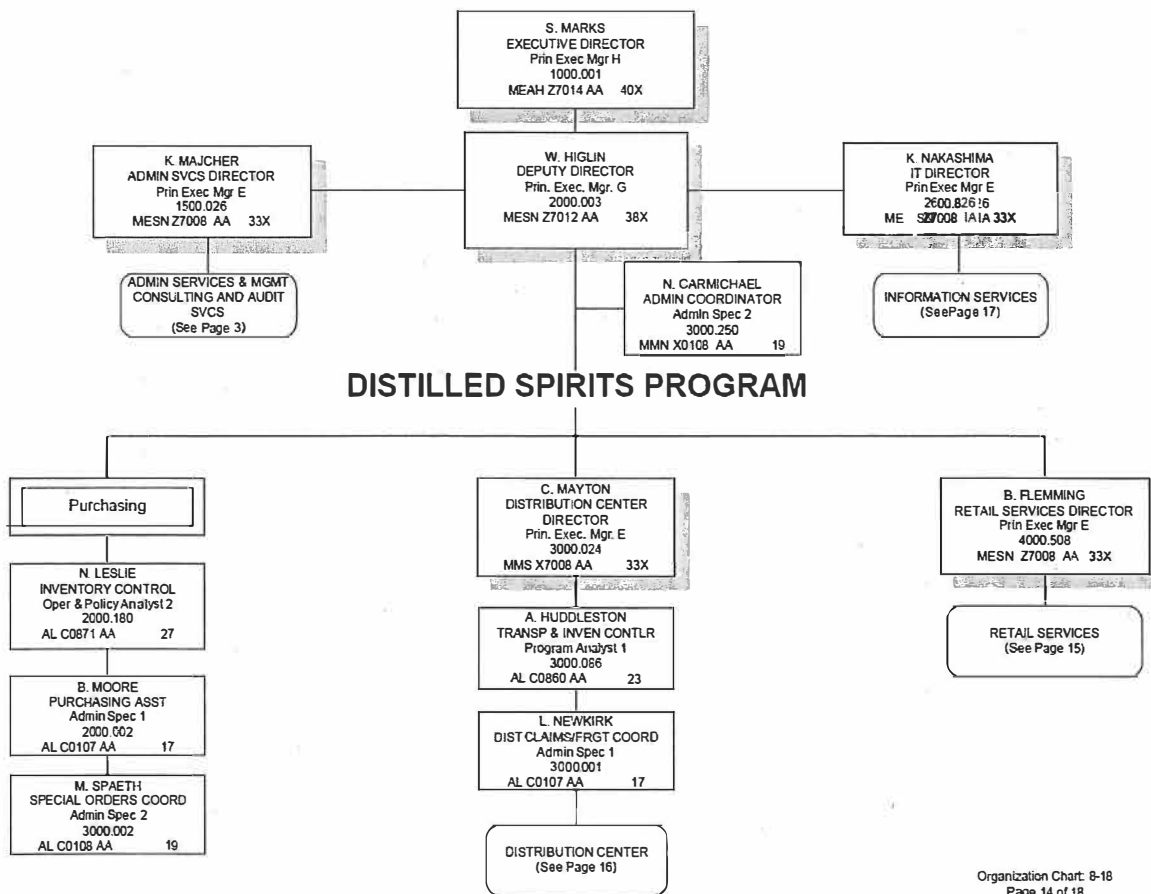 S. MARKS
EXECUTIVE DIRECTOR
Prin Exec Mgr H
1000.001
MEAH Z7014 AA 40X
K. MAJCHER
ADMIN SVCS DIRECTOR
Prin Exec Mgr E
1500.026
MESN Z7008 AA 33X
W. HIGLIN
DEPUTY DIRECTOR
Prin. Exec. Mgr. G
2000.003
MESN Z7012 AA 38X
K. NAKASHIMA
IT DIRECTOR
Prin Exec Mgr E
33X
ADMIN SERVICES & MGMT
CONSULTING AND AUDIT
SVCS
(See Page 3)
N. CARMICHAEL
ADMIN COORDINATOR
Admin Spec 2
3000.250
MMN X0108 AA 19
INFORMATION SERVICES
(SeePage 17)
DISTILLED SPIRITS PROGRAM
Purchasing
N. LESLIE
INVENTORY CONTROL
Oper & Policy Analyst 2
2000.180
AL C0871 AA 27
B. MOORE
PURCHASING ASST
Admin Spec 1
2000.002
AL C0107 AA 17
M. SPAETH
SPECIAL ORDERS COORD
Admin Spec 2
3000.002
AL C0108 AA 19
C. MAYTON
DISTRIBUTION CENTER
DIRECTOR
Prin. Exec. Mgr. E
3000.024
MMS X7008 AA 33X
A. HUDDLESTON
TRANSP & INVEN CONTLR
Program Analyst 1
3000.086
AL C0860 AA 23
L. NEWKIRK
DIST CLAIMS/FRGT COORD
Admin Spec 1
3000.001
AL C0107 AA 17
DISTRIBUTION CENTER
(See Page 16)
B. FLEMMING
RETAIL SERVICES DIRECTOR
Prin Exec Mgr E
4000.508
MESN Z7008 AA 33X
RETAIL SERVICES
(See Page 15)
Organization Chart: 8-18
Page 14 of 18